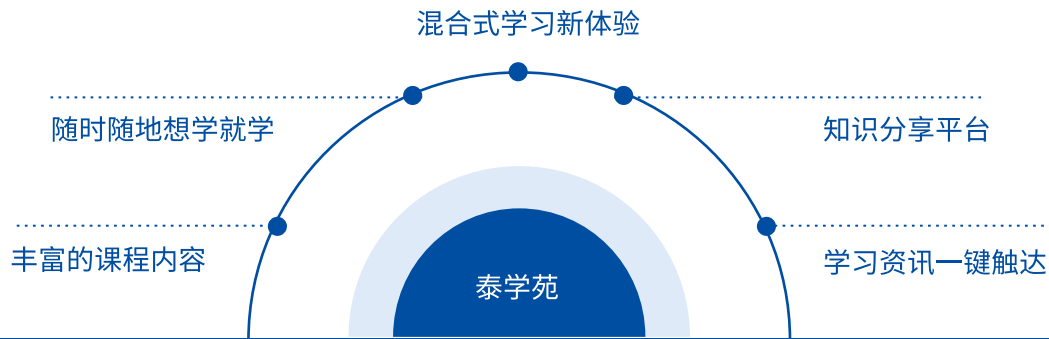 混合式学习新体验
随时随地想学就学
知识分享平台
丰富的课程内容
学习资讯一键触达
泰学苑